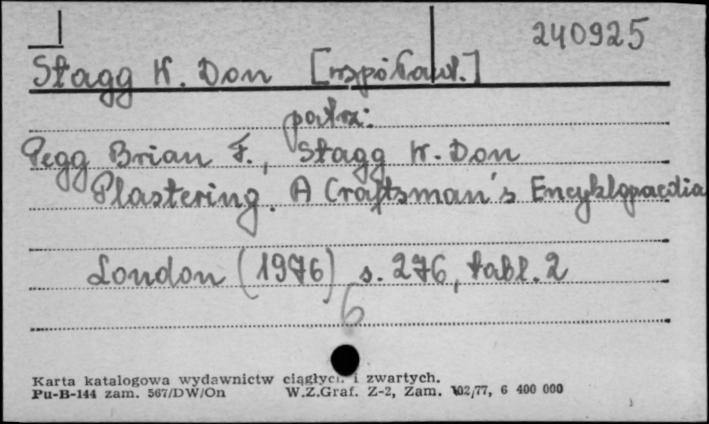 240925
Stagg W. Don [współaut.]
patrz:
Pegg Brian F., Stagg W. Don
Plastering. A Craftsman's Encyklopaedia
London (1976) s. 276, tabl. 2
6
Karta katalogowa wydawnictw ciągłych i zwartych.
Pu-B-144 zam. 567/DW/On W.Z.Graf. Z-2, Zam. 102/77, 6 400 000